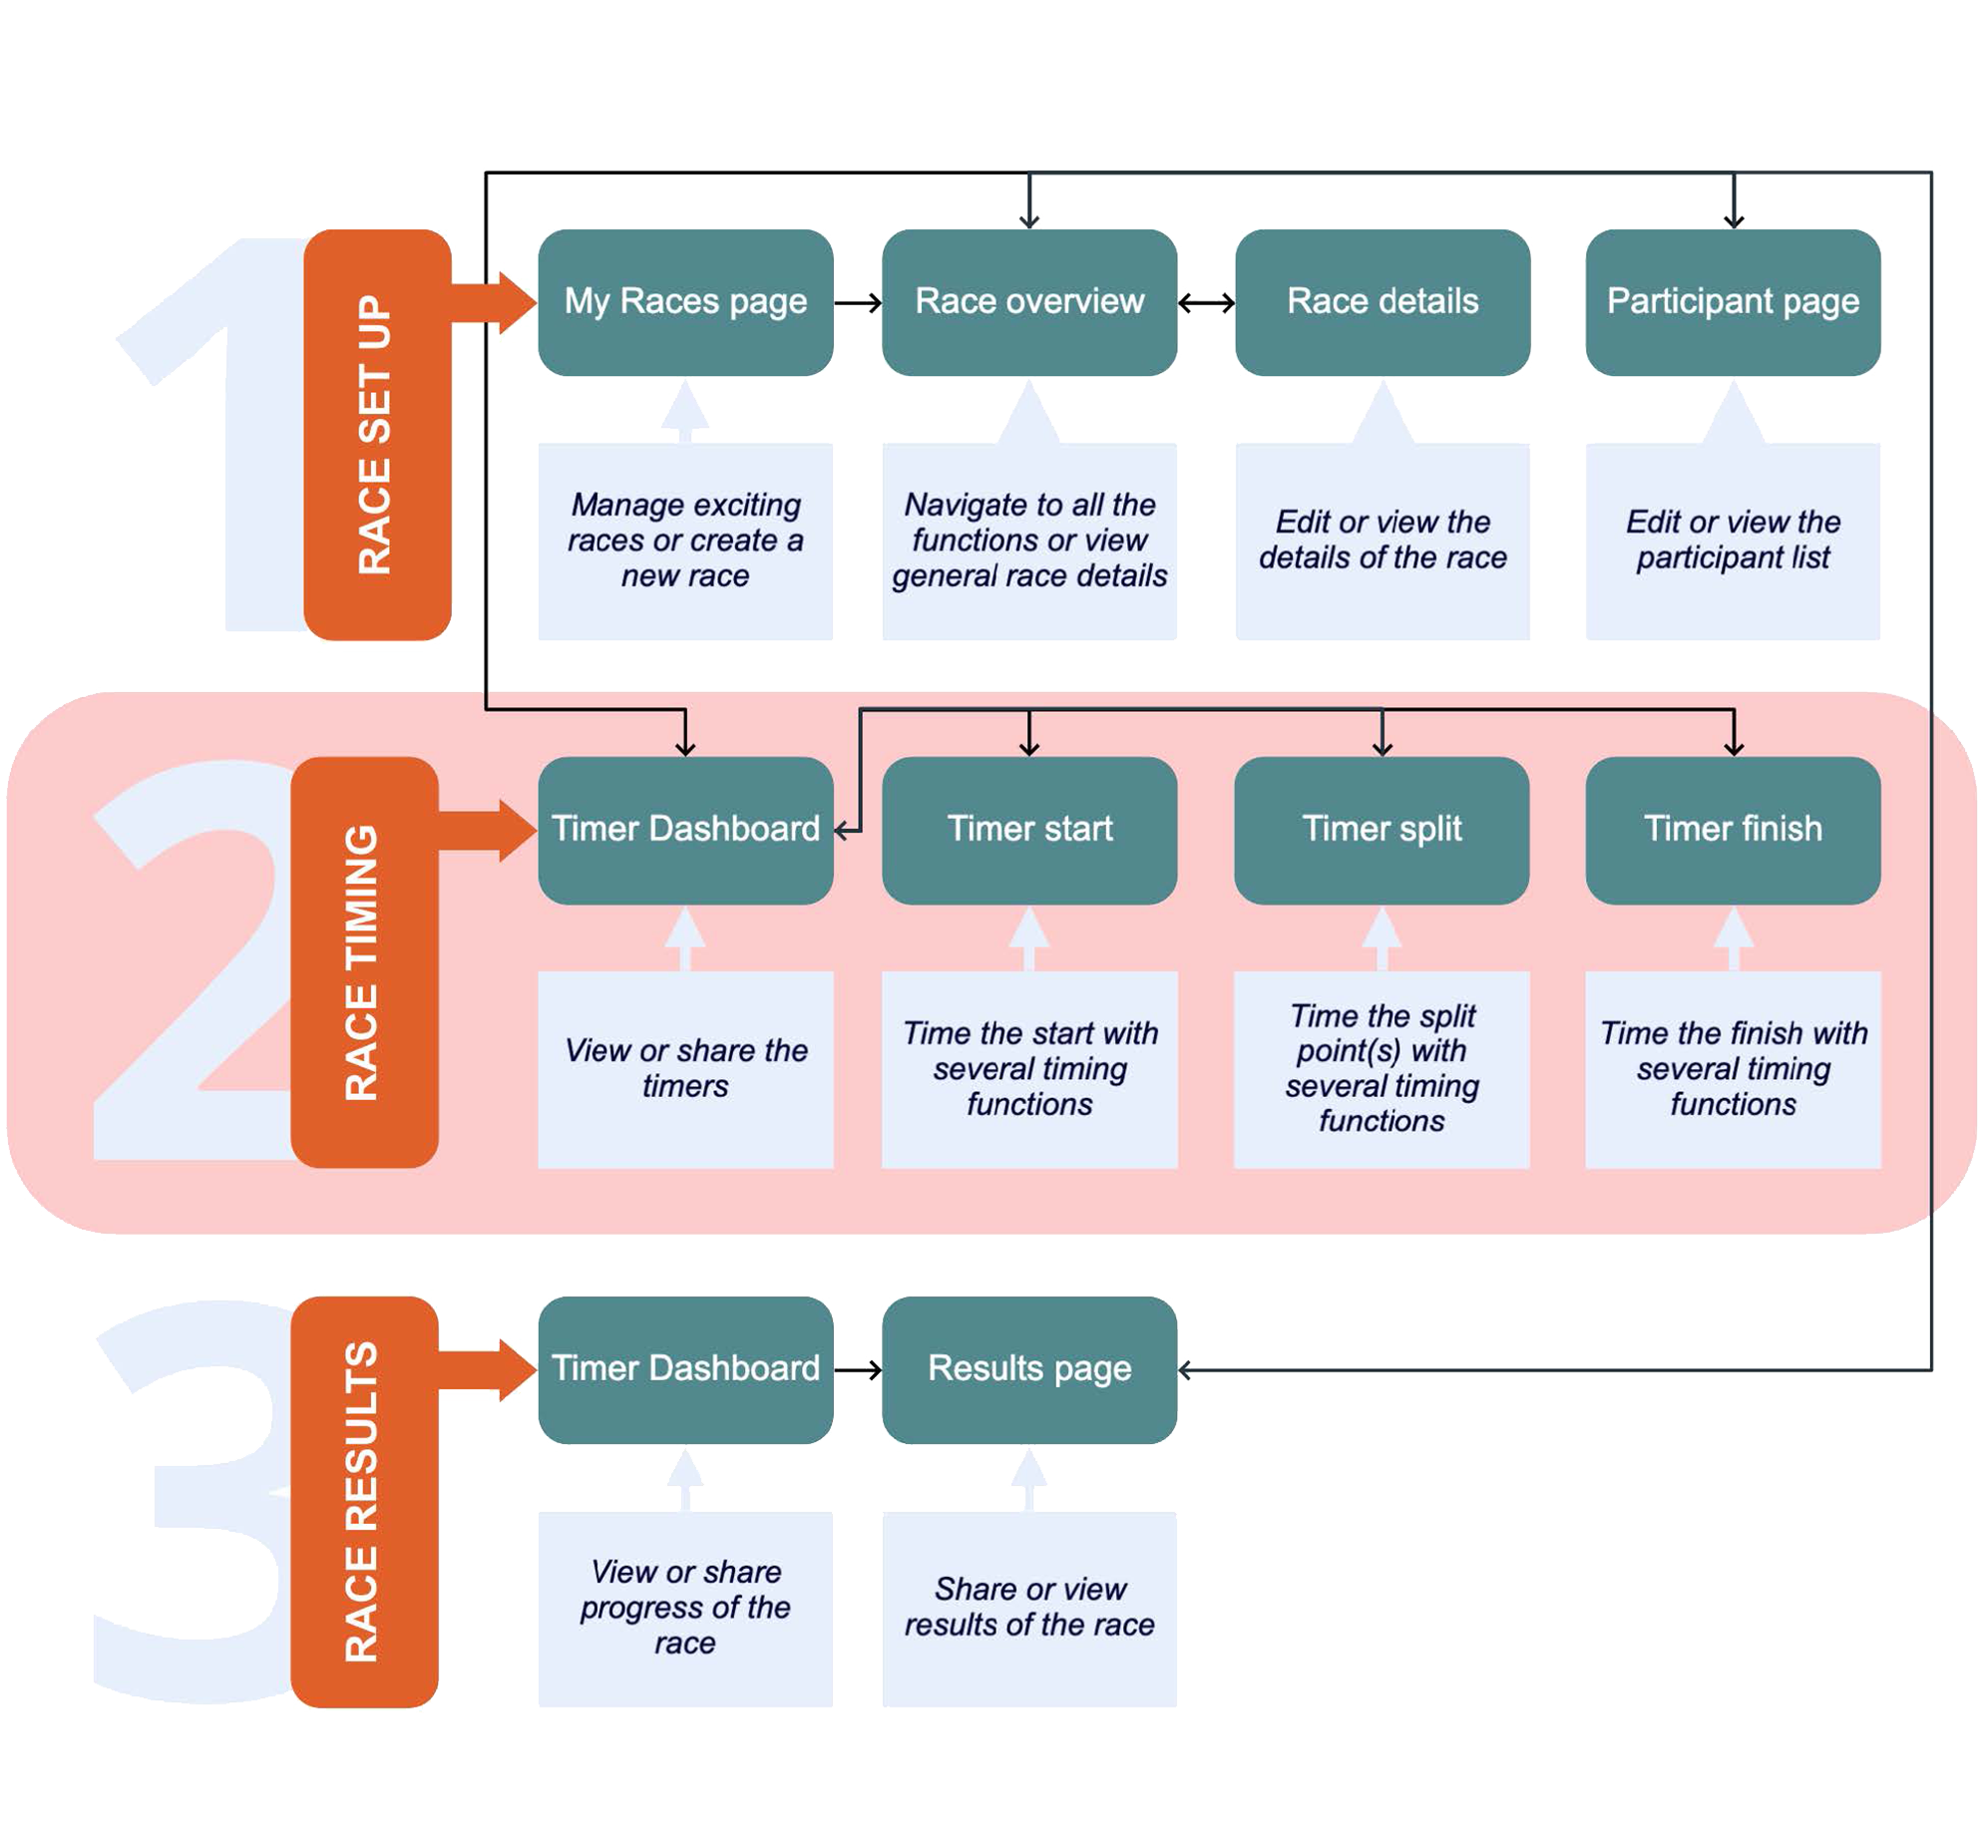 1
RACE SET UP
My Races page
Race overview
Race details
Participant page
Manage exciting
races or create a
new race
Navigate to all the
functions or view
general race details
Edit or view the
details of the race
Edit or view the
participant list
2
RACE TIMING
Timer Dashboard
Timer start
Timer split
Timer finish
View or share the
timers
Time the start with
several timing
functions
Time the split
point(s) with
several timing
functions
Time the finish with
several timing
functions
3
RACE RESULTS
Timer Dashboard
Results page
View or share
progress of the
race
Share or view
results of the race